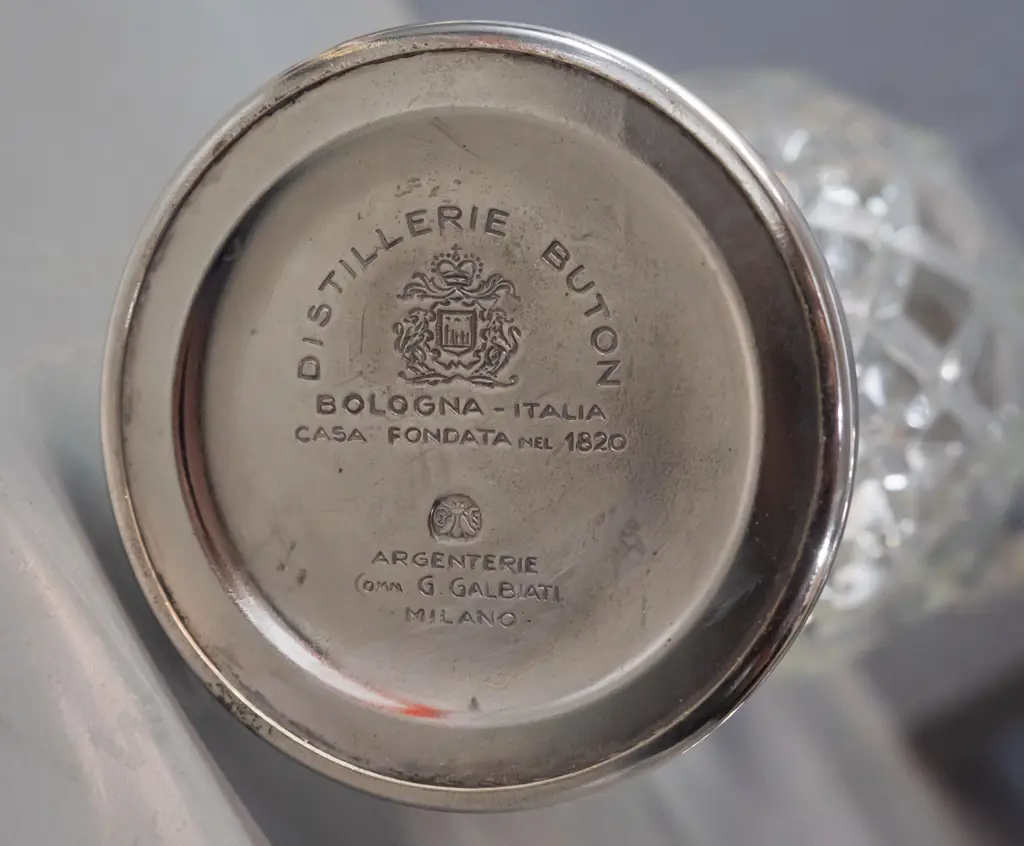 DISTILLERIE BUTON
BOLOGNA - ITALIA
CASA FONDATA NEL 1820
ARGENTERIE
COMM G. GALBIATI
MILANO